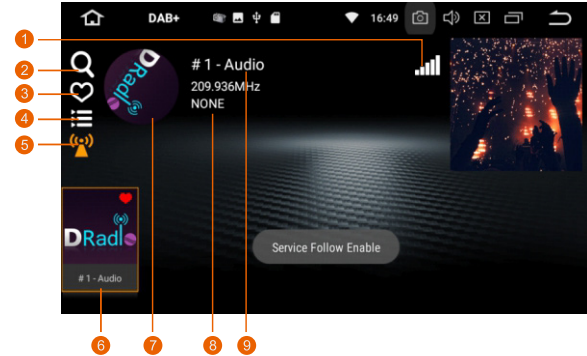 DAB+
16:49
1
2
3
4
5
DRadio
# 1 - Audio
209.936MHz
NONE
DRadio
# 1 - Audio
Service Follow Enable
6
7
8
9